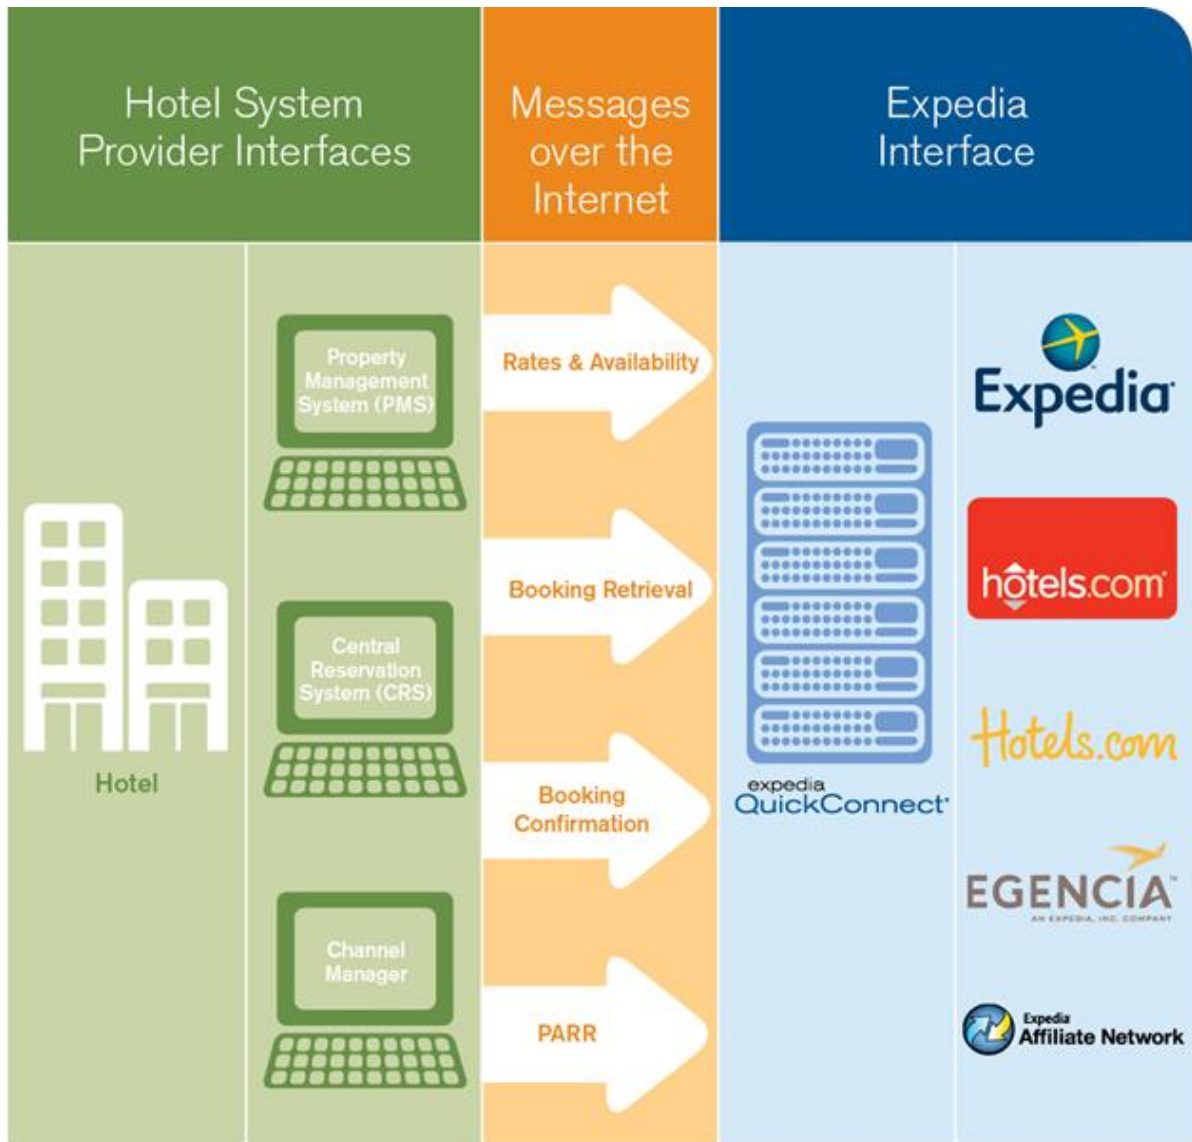 Hotel System
Provider Interfaces
Messages
over the
Internet
Expedia
Interface
Hotel
Property
Management
System (PMS)
Central
Reservation
System (CRS)
Channel
Manager
Rates & Availability
Booking Retrieval
Booking
Confirmation
PARR
expedia
QuickConnect
Expedia
hotels.com
Hotels.com
EGENCIA™
AN EXPEDIA, INC. COMPANY
Expedia
Affiliate Network